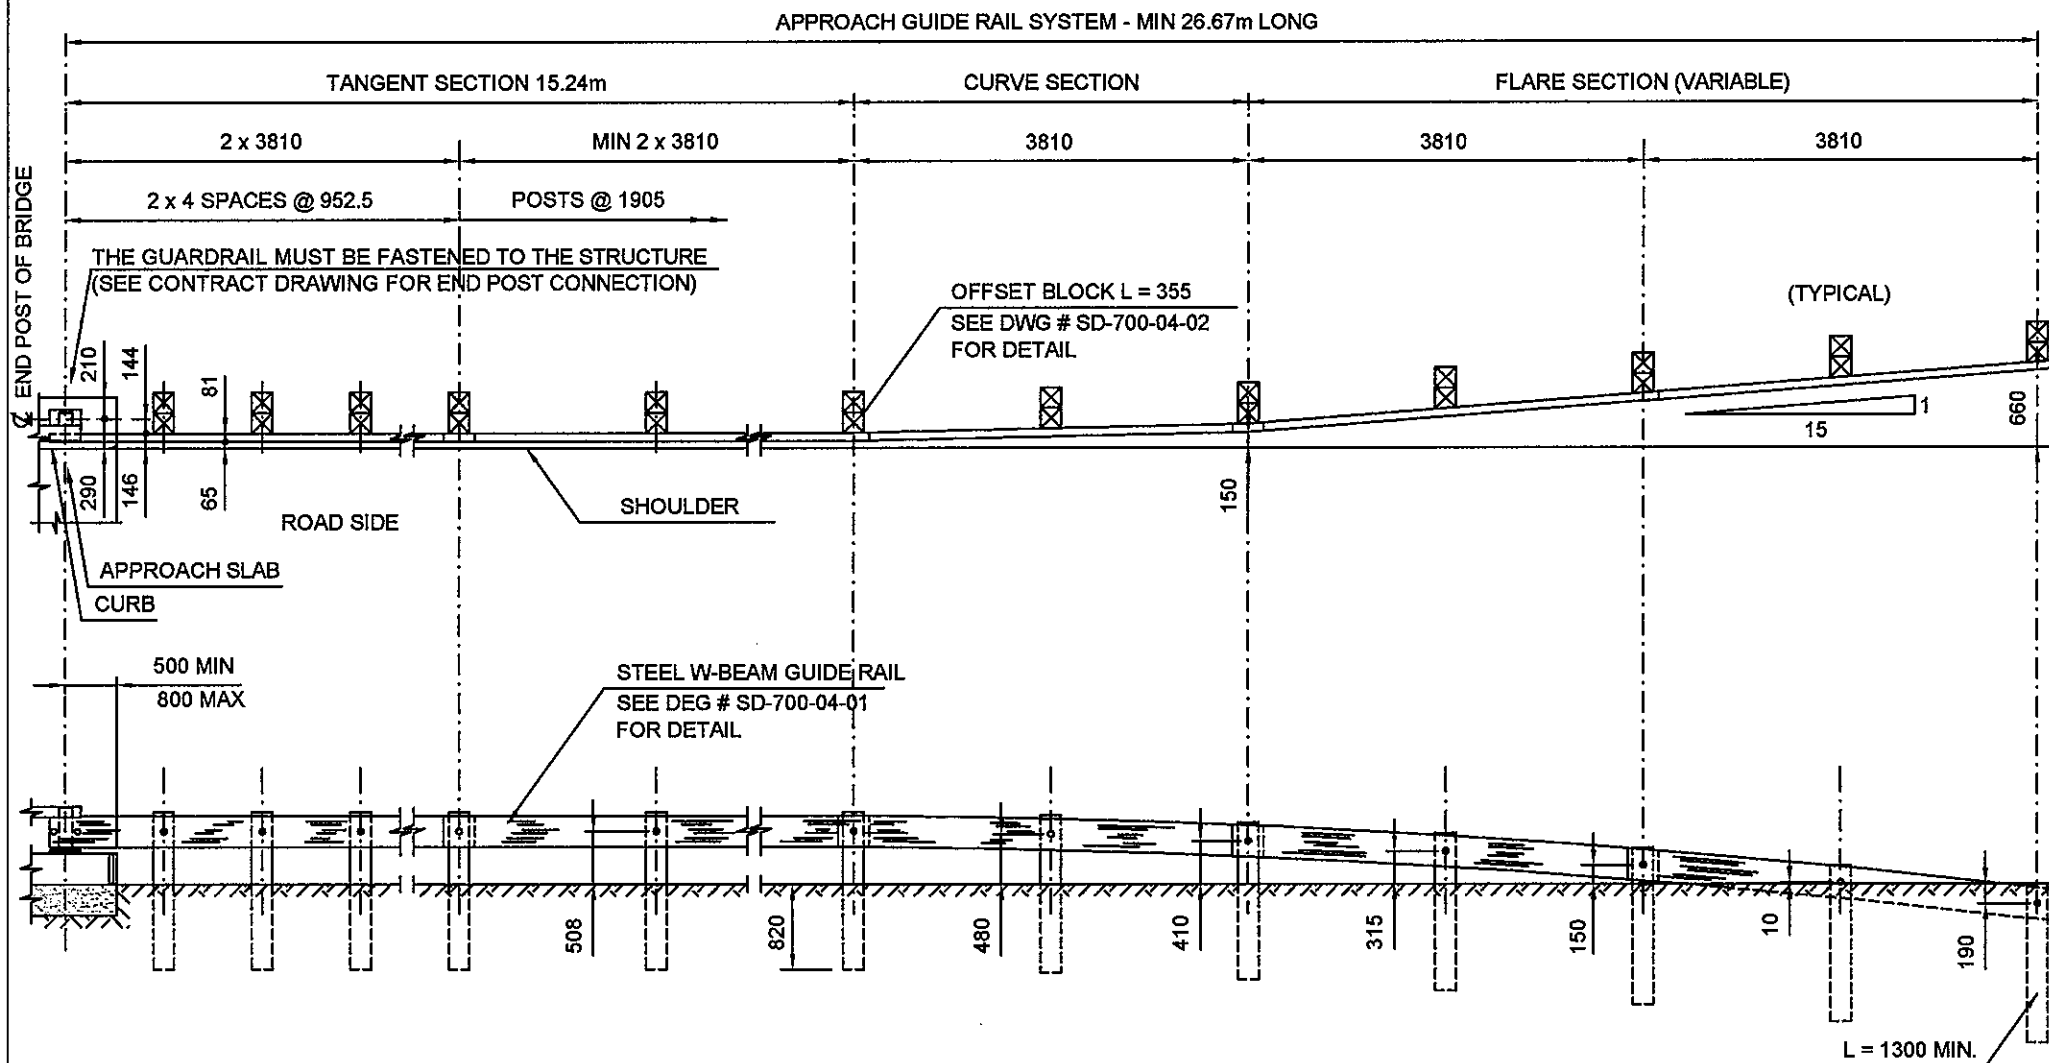 APPROACH GUIDE RAIL SYSTEM - MIN 26.67m LONG
TANGENT SECTION 15.24m
CURVE SECTION
FLARE SECTION (VARIABLE)
2 x 3810
MIN 2 x 3810
3810
3810
3810
2 x 4 SPACES @ 952.5
POSTS @ 1905
℄ END POST OF BRIDGE
THE GUARDRAIL MUST BE FASTENED TO THE STRUCTURE
(SEE CONTRACT DRAWING FOR END POST CONNECTION)
OFFSET BLOCK L = 355
SEE DWG # SD-700-04-02
FOR DETAIL
(TYPICAL)
210
144
81
290
146
65
1
15
660
150
ROAD SIDE
SHOULDER
APPROACH SLAB
CURB
500 MIN
800 MAX
STEEL W-BEAM GUIDE RAIL
SEE DEG # SD-700-04-01
FOR DETAIL
508
820
480
410
315
150
10
190
L = 1300 MIN.